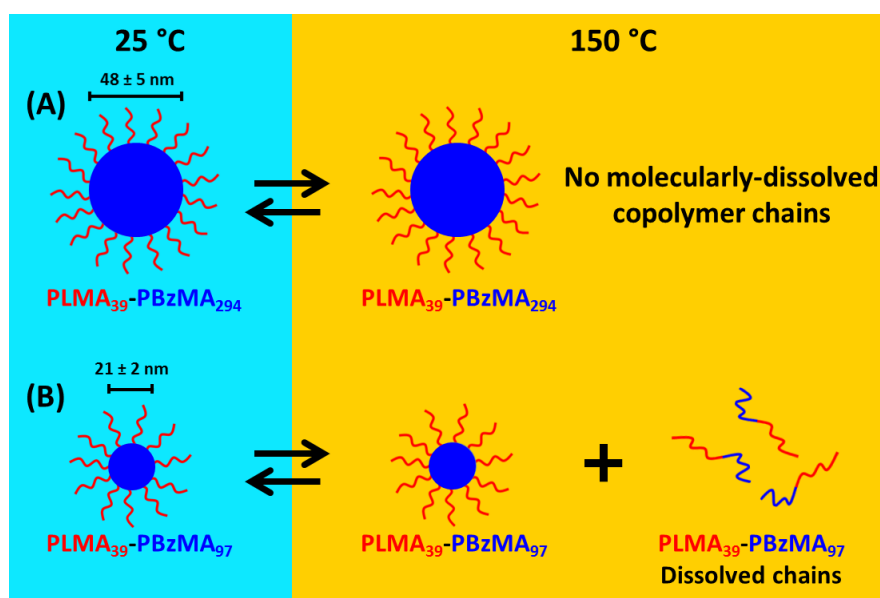 25 °C
150 °C
48 ± 5 nm
(A)
No molecularly-dissolved
copolymer chains
PLMA₃₉-PBzMA₂₉₄
PLMA₃₉-PBzMA₂₉₄
21 ± 2 nm
(B)
+
PLMA₃₉-PBzMA₉₇
PLMA₃₉-PBzMA₉₇
PLMA₃₉-PBzMA₉₇
Dissolved chains